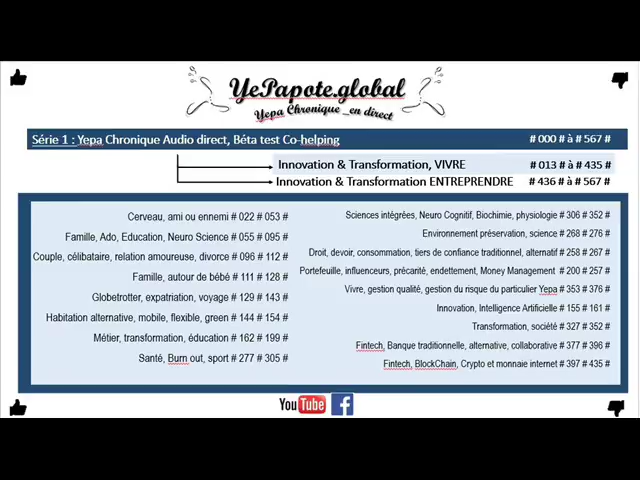 YePapote.global
Yepa Chronique _en direct
Série 1 : Yepa Chronique Audio direct, Béta test Co-helping # 000 # à # 567 #
Innovation & Transformation, VIVRE # 013 # à # 435 #
Innovation & Transformation ENTREPRENDRE # 436 # à # 567 #
Cerveau, ami ou ennemi # 022 # 053 #
Famille, Ado, Education, Neuro Science # 055 # 095 #
Couple, célibataire, relation amoureuse, divorce # 096 # 112 #
Famille, autour de bébé # 111 # 128 #
Globetrotter, expatriation, voyage # 129 # 143 #
Habitation alternative, mobile, flexible, green # 144 # 154 #
Métier, transformation, éducation # 162 # 199 #
Santé, Burn out, sport # 277 # 305 #
Sciences intégrées, Neuro Cognitif, Biochimie, physiologie # 306 # 352 #
Environnement préservation, science # 268 # 276 #
Droit, devoir, consommation, tiers de confiance traditionnel, alternatif # 258 # 267 #
Portefeuille, influenceurs, précarité, endettement, Money Management # 200 # 257 #
Vivre, gestion qualité, gestion du risque du particulier Yepa # 353 # 376 #
Innovation, Intelligence Artificielle # 155 # 161 #
Transformation, société # 327 # 352 #
Fintech, Banque traditionnelle, alternative, collaborative # 377 # 396 #
Fintech, BlockChain, Crypto et monnaie internet # 397 # 435 #
YouTube f